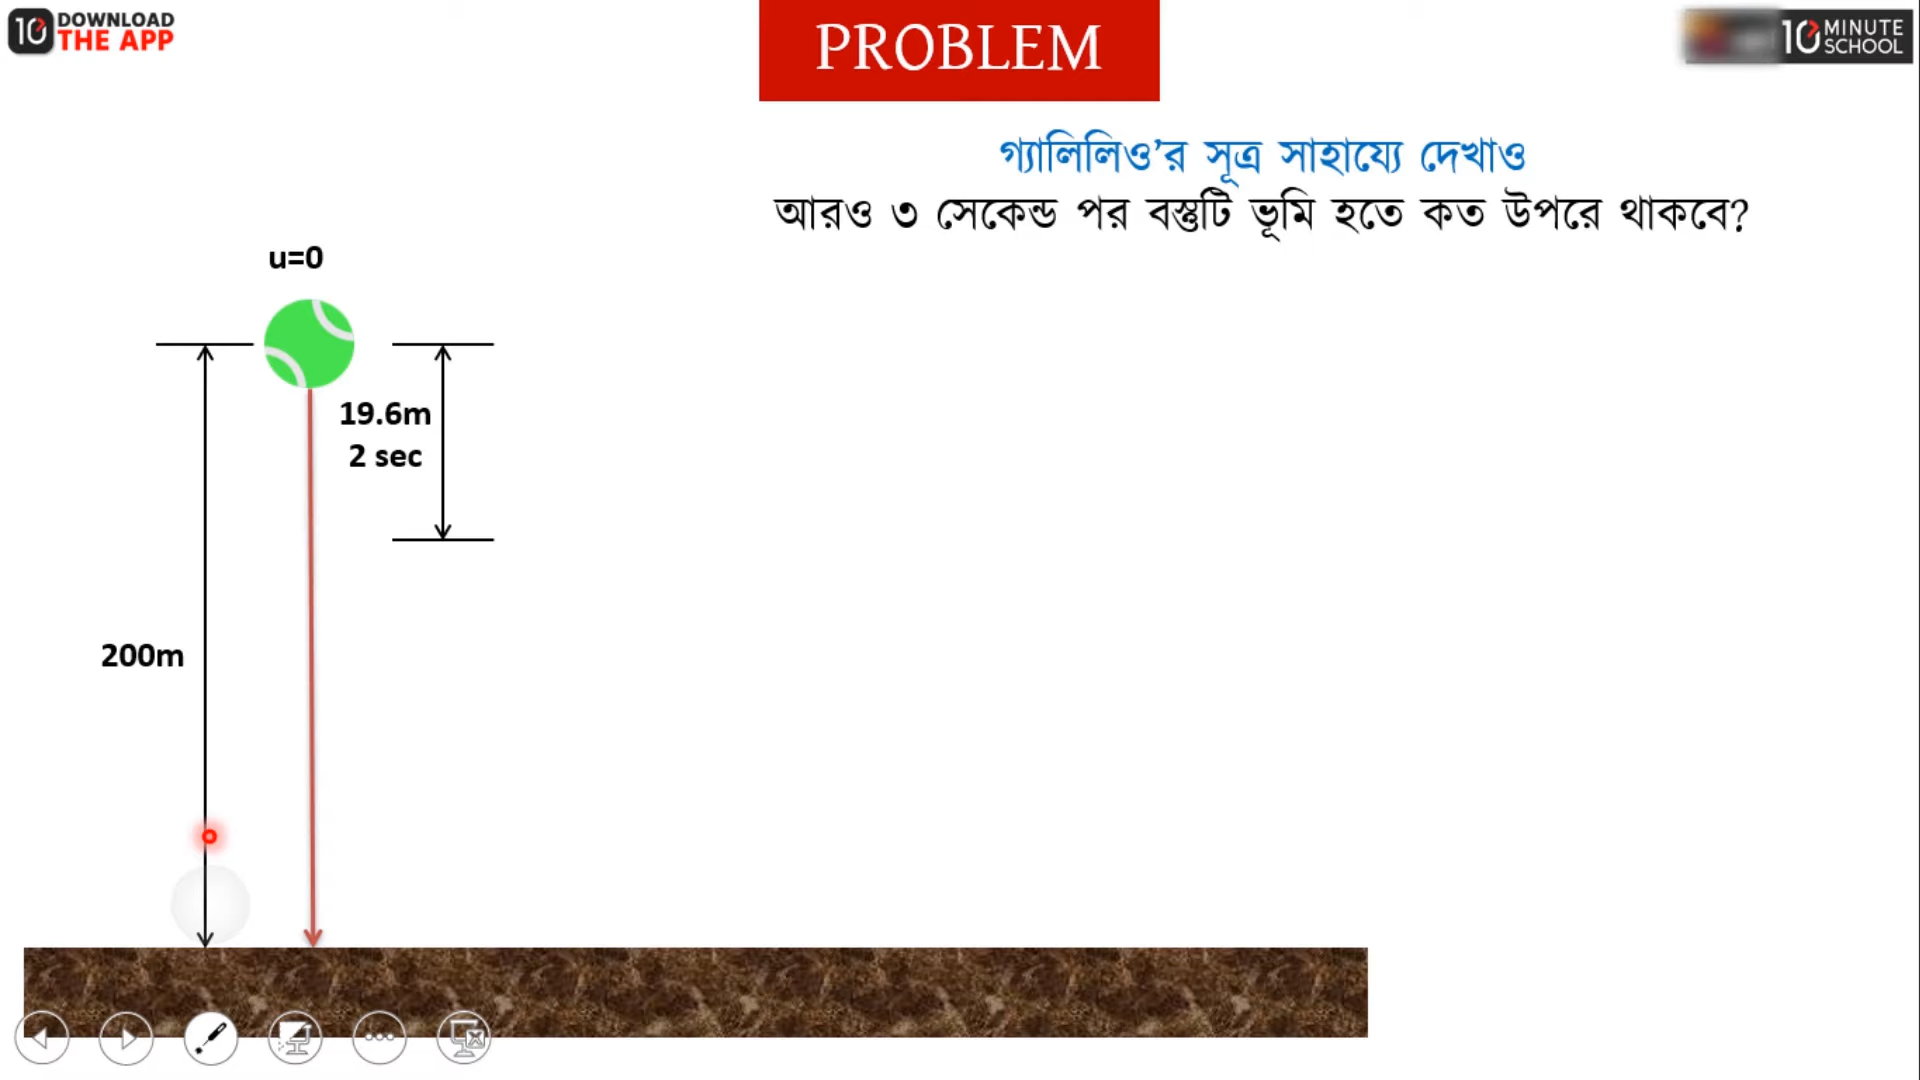 DOWNLOAD
THE APP
PROBLEM
10 MINUTE
SCHOOL
গ্যালিলিও’র সূত্র সাহায্যে দেখাও
আরও ৩ সেকেন্ড পর বস্তুটি ভূমি হতে কত উপরে থাকবে?
u=0
19.6m
2 sec
200m